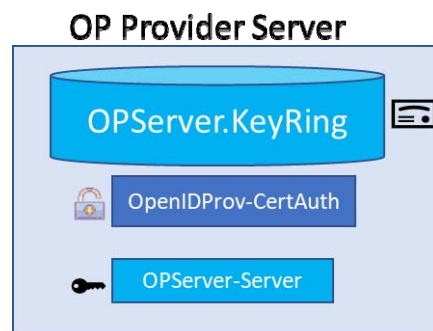 OP Provider Server
OPServer.KeyRing
OpenIDProv-CertAuth
OPServer-Server